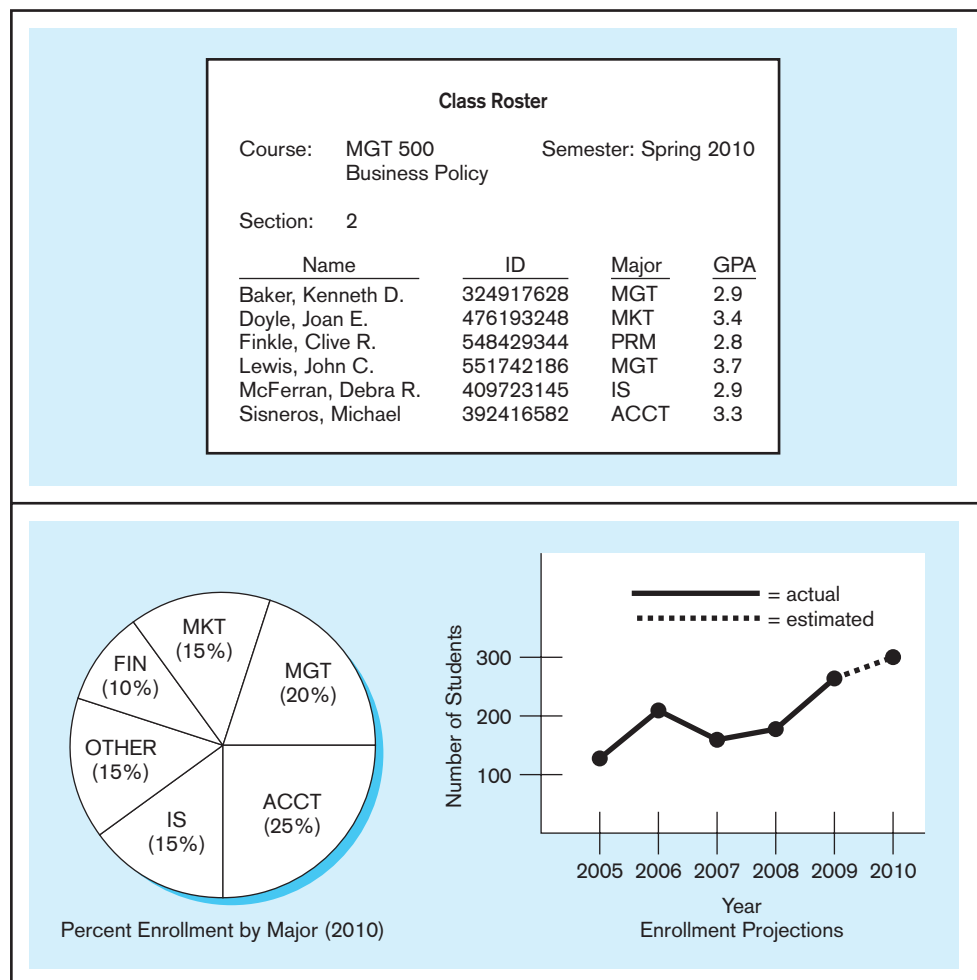 Class Roster
Course: MGT 500 Semester: Spring 2010
Business Policy
Section: 2
Name ID Major GPA
Baker, Kenneth D. 324917628 MGT 2.9
Doyle, Joan E. 476193248 MKT 3.4
Finkle, Clive R. 548429344 PRM 2.8
Lewis, John C. 551742186 MGT 3.7
McFerran, Debra R. 409723145 IS 2.9
Sisneros, Michael 392416582 ACCT 3.3
MKT
(15%)
FIN
(10%)
MGT
(20%)
OTHER
(15%)
IS
(15%)
ACCT
(25%)
Percent Enrollment by Major (2010)
= actual
= estimated
Number of Students
300
200
100
2005 2006 2007 2008 2009 2010
Year
Enrollment Projections